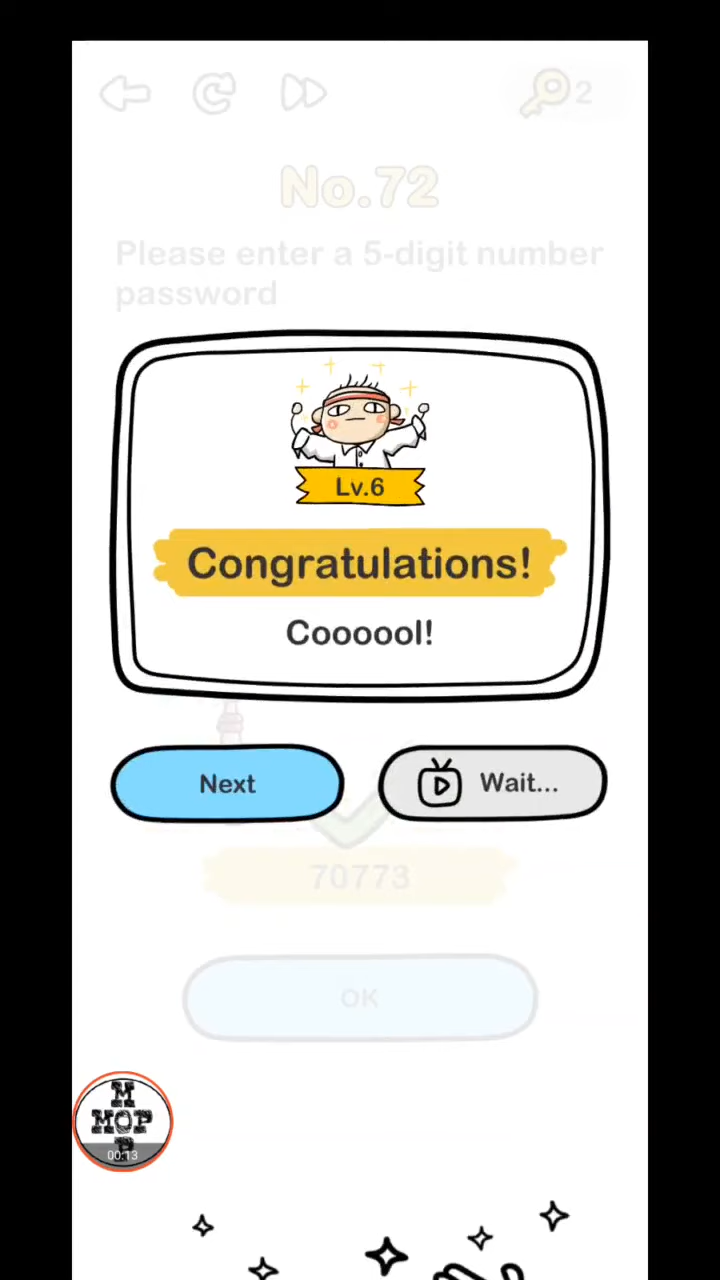 2
No.72
Please enter a 5-digit number
password
Lv.6
Congratulations!
Coooool!
Next
Wait...
70773
OK
M
MOP
P
00:13